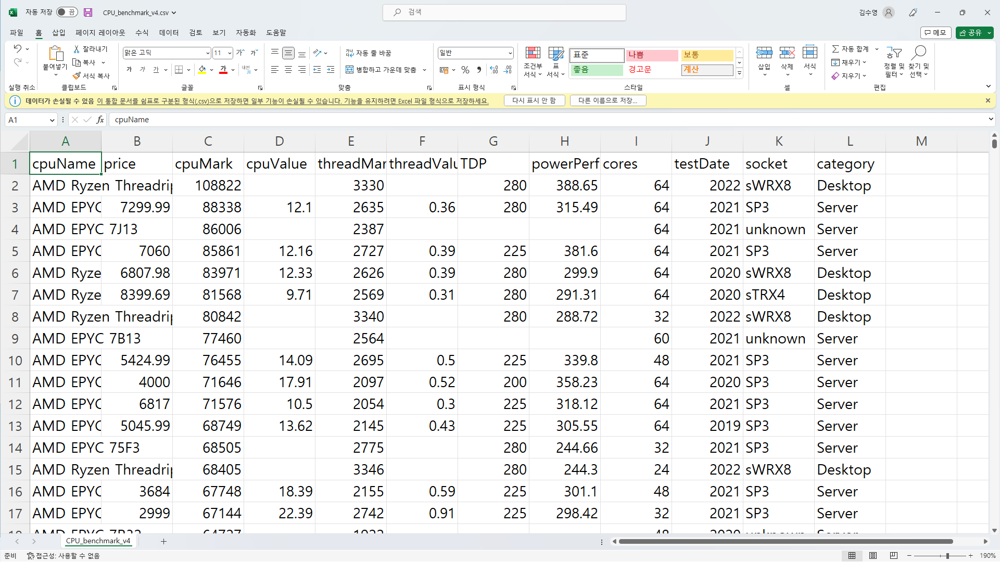 자동 저장 끔 CPU_benchmark_v4.csv 검색 김수영
파일 홈 삽입 페이지 레이아웃 수식 데이터 검토 보기 자동화 도움말 메모 공유
붙여넣기 잘라내기 복사 서식 복사
맑은 고딕 11 가 가
가 가 가 가 내천
자동 줄 바꿈
병합하고 가운데 맞춤
일반
조건부 서식 표 서식
표준 나쁨 보통
좋음 경고문 계산
삽입 삭제 서식
자동 합계 채우기 지우기
정렬 및 필터 찾기 및 선택
실행 취소 클립보드 글꼴 맞춤 표시 형식 스타일 셀 편집
데이터가 손실될 수 있음 이 통합 문서를 쉼표로 구분된 형식(.csv)으로 저장하면 일부 기능이 손실될 수 있습니다. 기능을 유지하려면 Excel 파일 형식으로 저장하세요. 다시 표시 안 함 다른 이름으로 저장...
A1 fx cpuName
A B C D E F G H I J K L M
1 cpuName price cpuMark cpuValue threadMar threadValu TDP powerPerf cores testDate socket category
2 AMD Ryzen Threadrip 108822 3330 280 388.65 64 2022 sWRX8 Desktop
3 AMD EPYC 7299.99 88338 12.1 2635 0.36 280 315.49 64 2021 SP3 Server
4 AMD EPYC 7J13 86006 2387 64 2021 unknown Server
5 AMD EPYC 7060 85861 12.16 2727 0.39 225 381.6 64 2021 SP3 Server
6 AMD Ryze 6807.98 83971 12.33 2626 0.39 280 299.9 64 2020 sWRX8 Desktop
7 AMD Ryze 8399.69 81568 9.71 2569 0.31 280 291.31 64 2020 sTRX4 Desktop
8 AMD Ryzen Threadrip 80842 3340 280 288.72 32 2022 sWRX8 Desktop
9 AMD EPYC 7B13 77460 2564 60 2021 unknown Server
10 AMD EPYC 5424.99 76455 14.09 2695 0.5 225 339.8 48 2021 SP3 Server
11 AMD EPYC 4000 71646 17.91 2097 0.52 200 358.23 64 2020 SP3 Server
12 AMD EPYC 6817 71576 10.5 2054 0.3 225 318.12 64 2021 SP3 Server
13 AMD EPYC 5045.99 68749 13.62 2145 0.43 225 305.55 64 2019 SP3 Server
14 AMD EPYC 75F3 68505 2775 280 244.66 32 2021 SP3 Server
15 AMD Ryzen Threadrip 68405 3346 280 244.3 24 2022 sWRX8 Desktop
16 AMD EPYC 3684 67748 18.39 2155 0.59 225 301.1 48 2021 SP3 Server
17 AMD EPYC 2999 67144 22.39 2742 0.91 225 298.42 32 2021 SP3 Server
CPU_benchmark_v4
준비 접근성: 사용할 수 없음 190%